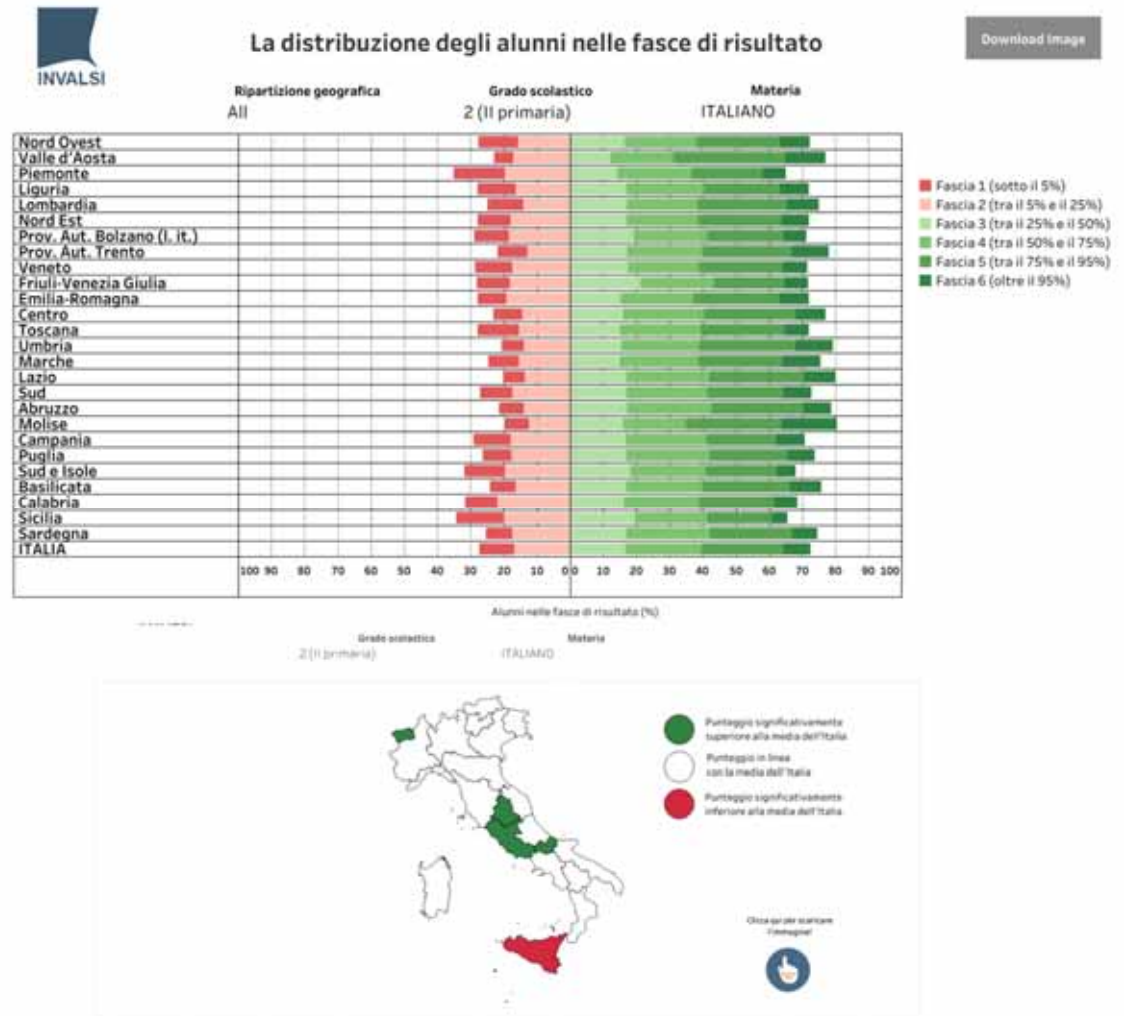 INVALSI
La distribuzione degli alunni nelle fasce di risultato
Download Image
Ripartizione geografica
All
Grado scolastico
2 (II primaria)
Materia
ITALIANO
Nord Ovest
Valle d'Aosta
Piemonte
Liguria
Lombardia
Nord Est
Prov. Aut. Bolzano (l. it.)
Prov. Aut. Trento
Veneto
Friuli-Venezia Giulia
Emilia-Romagna
Centro
Toscana
Umbria
Marche
Lazio
Sud
Abruzzo
Molise
Campania
Puglia
Sud e Isole
Basilicata
Calabria
Sicilia
Sardegna
ITALIA
100 90 80 70 60 50 40 30 20 10 0 0 10 20 30 40 50 60 70 80 90 100
Alunni nelle fasce di risultato (%)
Fascia 1 (sotto il 5%)
Fascia 2 (tra il 5% e il 25%)
Fascia 3 (tra il 25% e il 50%)
Fascia 4 (tra il 50% e il 75%)
Fascia 5 (tra il 75% e il 95%)
Fascia 6 (oltre il 95%)
Grado scolastico
2 (II primaria)
Materia
ITALIANO
Punteggio significativamente
superiore alla media dell'Italia
Punteggio in linea
con la media dell'Italia
Punteggio significativamente
inferiore alla media dell'Italia
Clicca qui per scaricare
l'immagine!